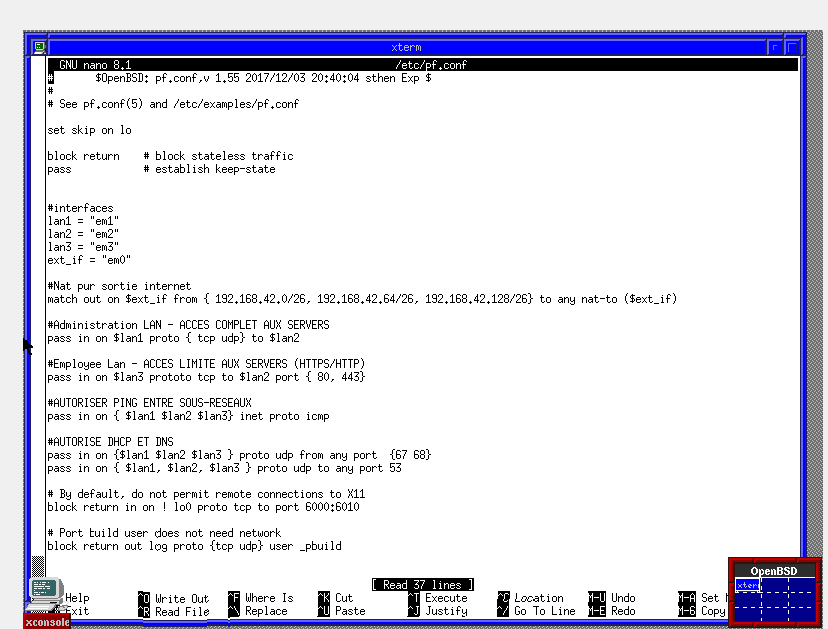 xterm
GNU nano 8.1 /etc/pf.conf
# $OpenBSD: pf.conf,v 1.55 2017/12/03 20:40:04 sthen Exp $
#
# See pf.conf(5) and /etc/examples/pf.conf
set skip on lo
block return # block stateless traffic
pass # establish keep-state
#interfaces
lan1 = "em1"
lan2 = "em2"
lan3 = "em3"
ext_if = "em0"
#Nat pur sortie internet
match out on $ext_if from { 192.168.42.0/26, 192.168.42.64/26, 192.168.42.128/26} to any nat-to ($ext_if)
#Administration LAN - ACCES COMPLET AUX SERVERS
pass in on $lan1 proto { tcp udp} to $lan2
#Employee Lan - ACCES LIMITE AUX SERVERS (HTTPS/HTTP)
pass in on $lan3 prototo tcp to $lan2 port { 80, 443}
#AUTORISER PING ENTRE SOUS-RESEAUX
pass in on { $lan1 $lan2 $lan3} inet proto icmp
#AUTORISE DHCP ET DNS
pass in on {$lan1 $lan2 $lan3 } proto udp from any port {67 68}
pass in on { $lan1, $lan2, $lan3 } proto udp to any port 53
# By default, do not permit remote connections to X11
block return in on ! lo0 proto tcp to port 6000:6010
# Port build user does not need network
block return out log proto {tcp udp} user _pbuild
[ Read 37 lines ]
Help ^O Write Out ^F Where Is ^K Cut ^T Execute ^C Location M-U Undo M-A Set
Exit ^R Read File ^\ Replace ^U Paste ^J Justify ^/ Go To Line M-E Redo M-6 Copy
OpenBSD
xterm
xconsole